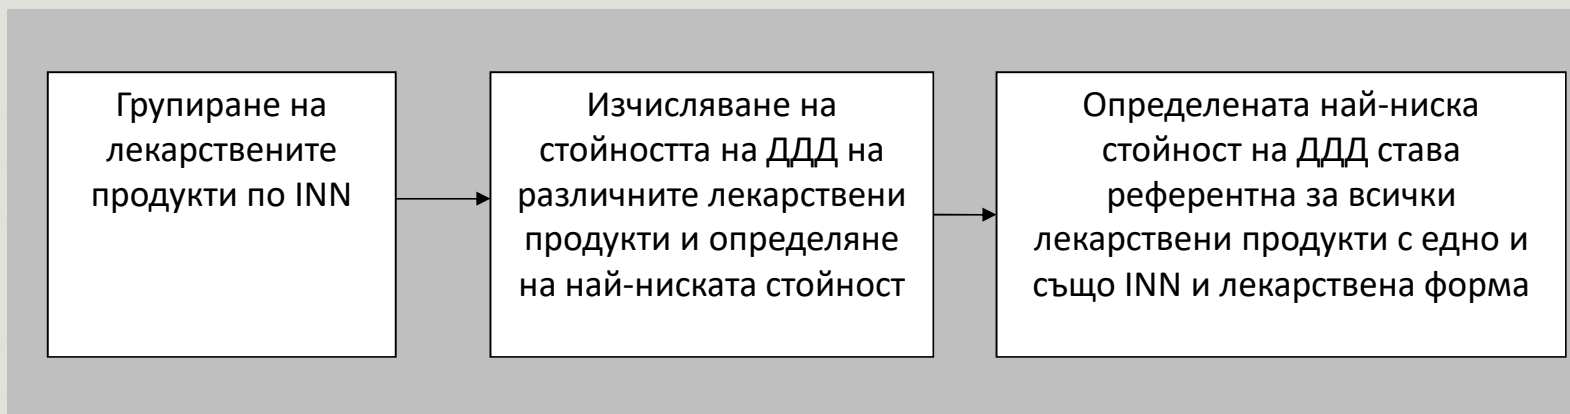 Групиране на
лекарствените
продукти по INN
Изчисляване на
стойността на ДДД на
различните лекарствени
продукти и определяне
на най-ниската стойност
Определената най-ниска
стойност на ДДД става
референтна за всички
лекарствени продукти с едно и
също INN и лекарствена форма